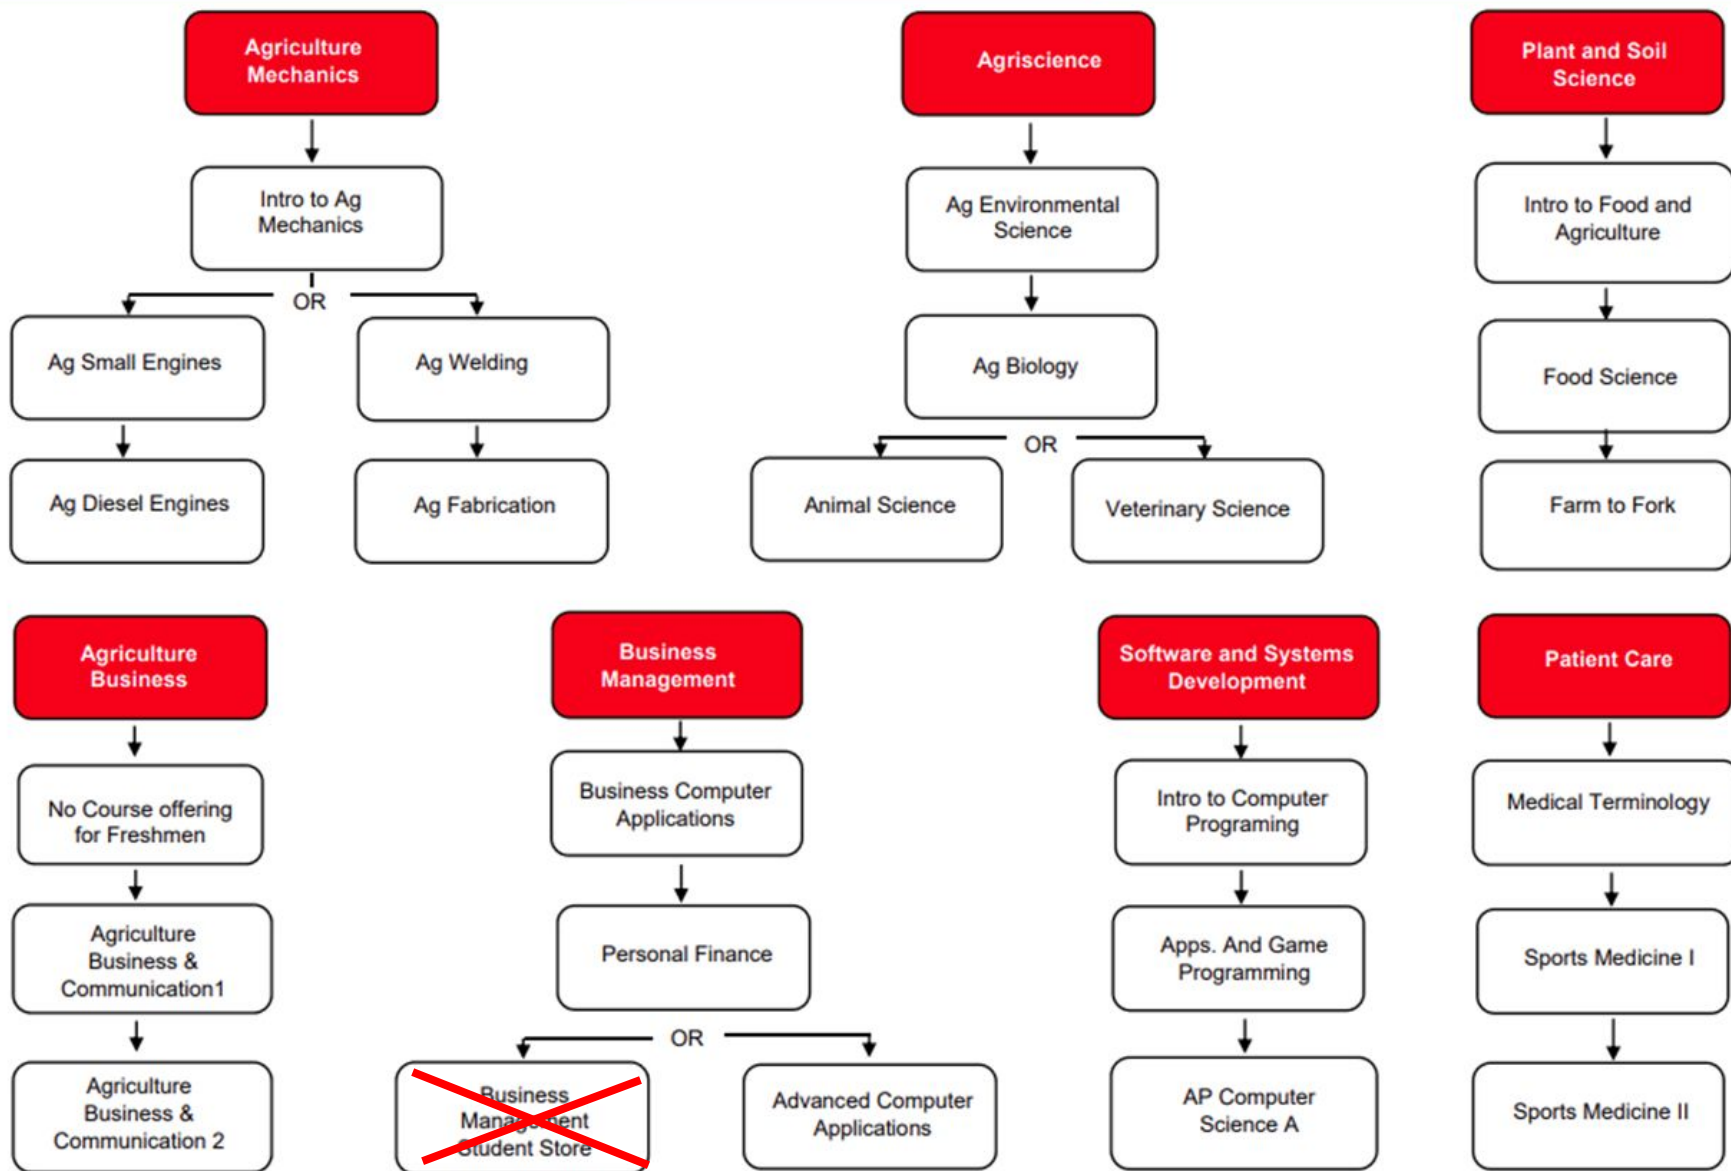 Agriculture
Mechanics
Intro to Ag
Mechanics
OR
Ag Small Engines
Ag Welding
Ag Diesel Engines
Ag Fabrication
Agriscience
Ag Environmental
Science
Ag Biology
OR
Animal Science
Veterinary Science
Plant and Soil
Science
Intro to Food and
Agriculture
Food Science
Farm to Fork
Agriculture
Business
No Course offering
for Freshmen
Agriculture
Business &
Communication1
Agriculture
Business &
Communication 2
Business
Management
Business Computer
Applications
Personal Finance
OR
Business
Management
Student Store
Advanced Computer
Applications
Software and Systems
Development
Intro to Computer
Programing
Apps. And Game
Programming
AP Computer
Science A
Patient Care
Medical Terminology
Sports Medicine I
Sports Medicine II